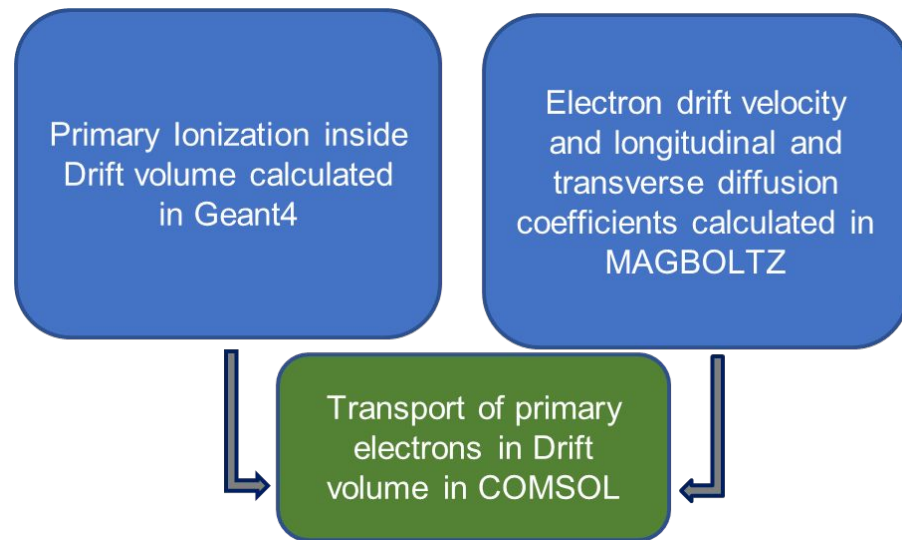 Primary Ionization inside
Drift volume calculated
in Geant4
Electron drift velocity
and longitudinal and
transverse diffusion
coefficients calculated in
MAGBOLTZ
Transport of primary
electrons in Drift
volume in COMSOL